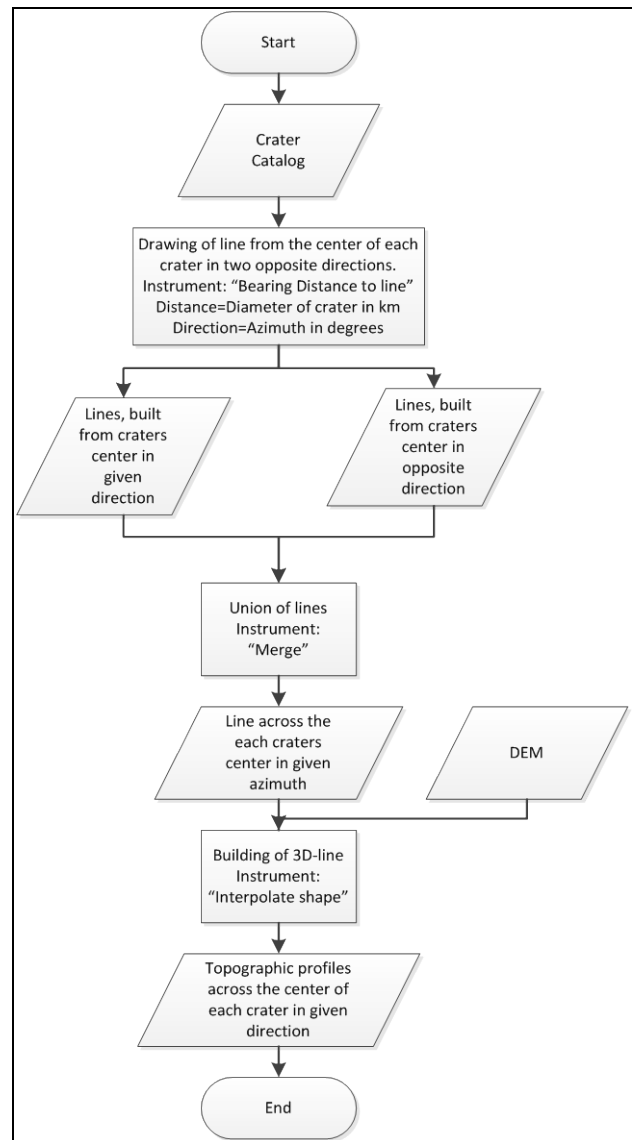 Start
Crater
Catalog
Drawing of line from the center of each
crater in two opposite directions.
Instrument: “Bearing Distance to line”
Distance=Diameter of crater in km
Direction=Azimuth in degrees
Lines, built
from craters
center in
given
direction
Lines, built
from craters
center in
opposite
direction
Union of lines
Instrument:
“Merge”
Line across the
each craters
center in given
azimuth
DEM
Building of 3D-line
Instrument:
“Interpolate shape”
Topographic profiles
across the center of
each crater in given
direction
End